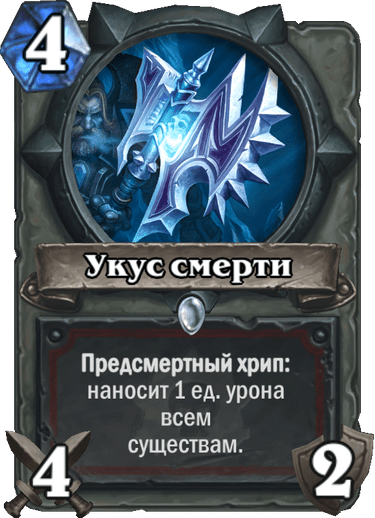 4
Укус смерти
Предсмертный хрип:
наносит 1 ед. урона
всем
существам.
4
2